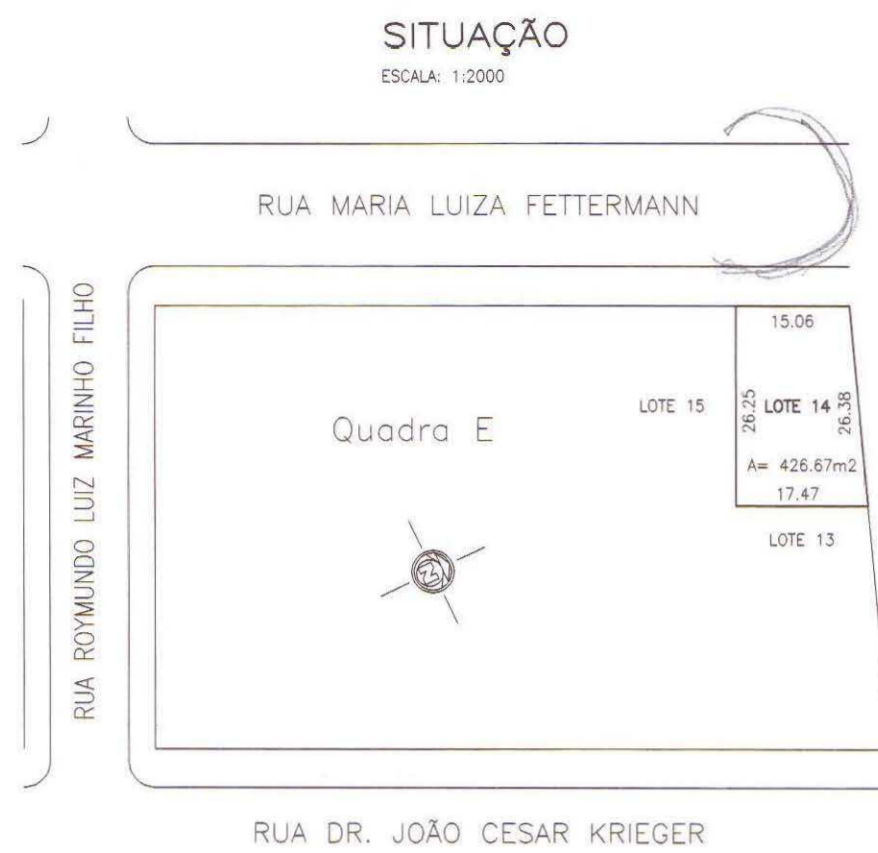 SITUAÇÃO
ESCALA: 1:2000
RUA MARIA LUIZA FETTERMANN
RUA ROYMUNDO LUIZ MARINHO FILHO
15.06
LOTE 15
26.25
LOTE 14
26.38
Quadra E
A= 426.67m2
17.47
LOTE 13
RUA DR. JOÃO CESAR KRIEGER